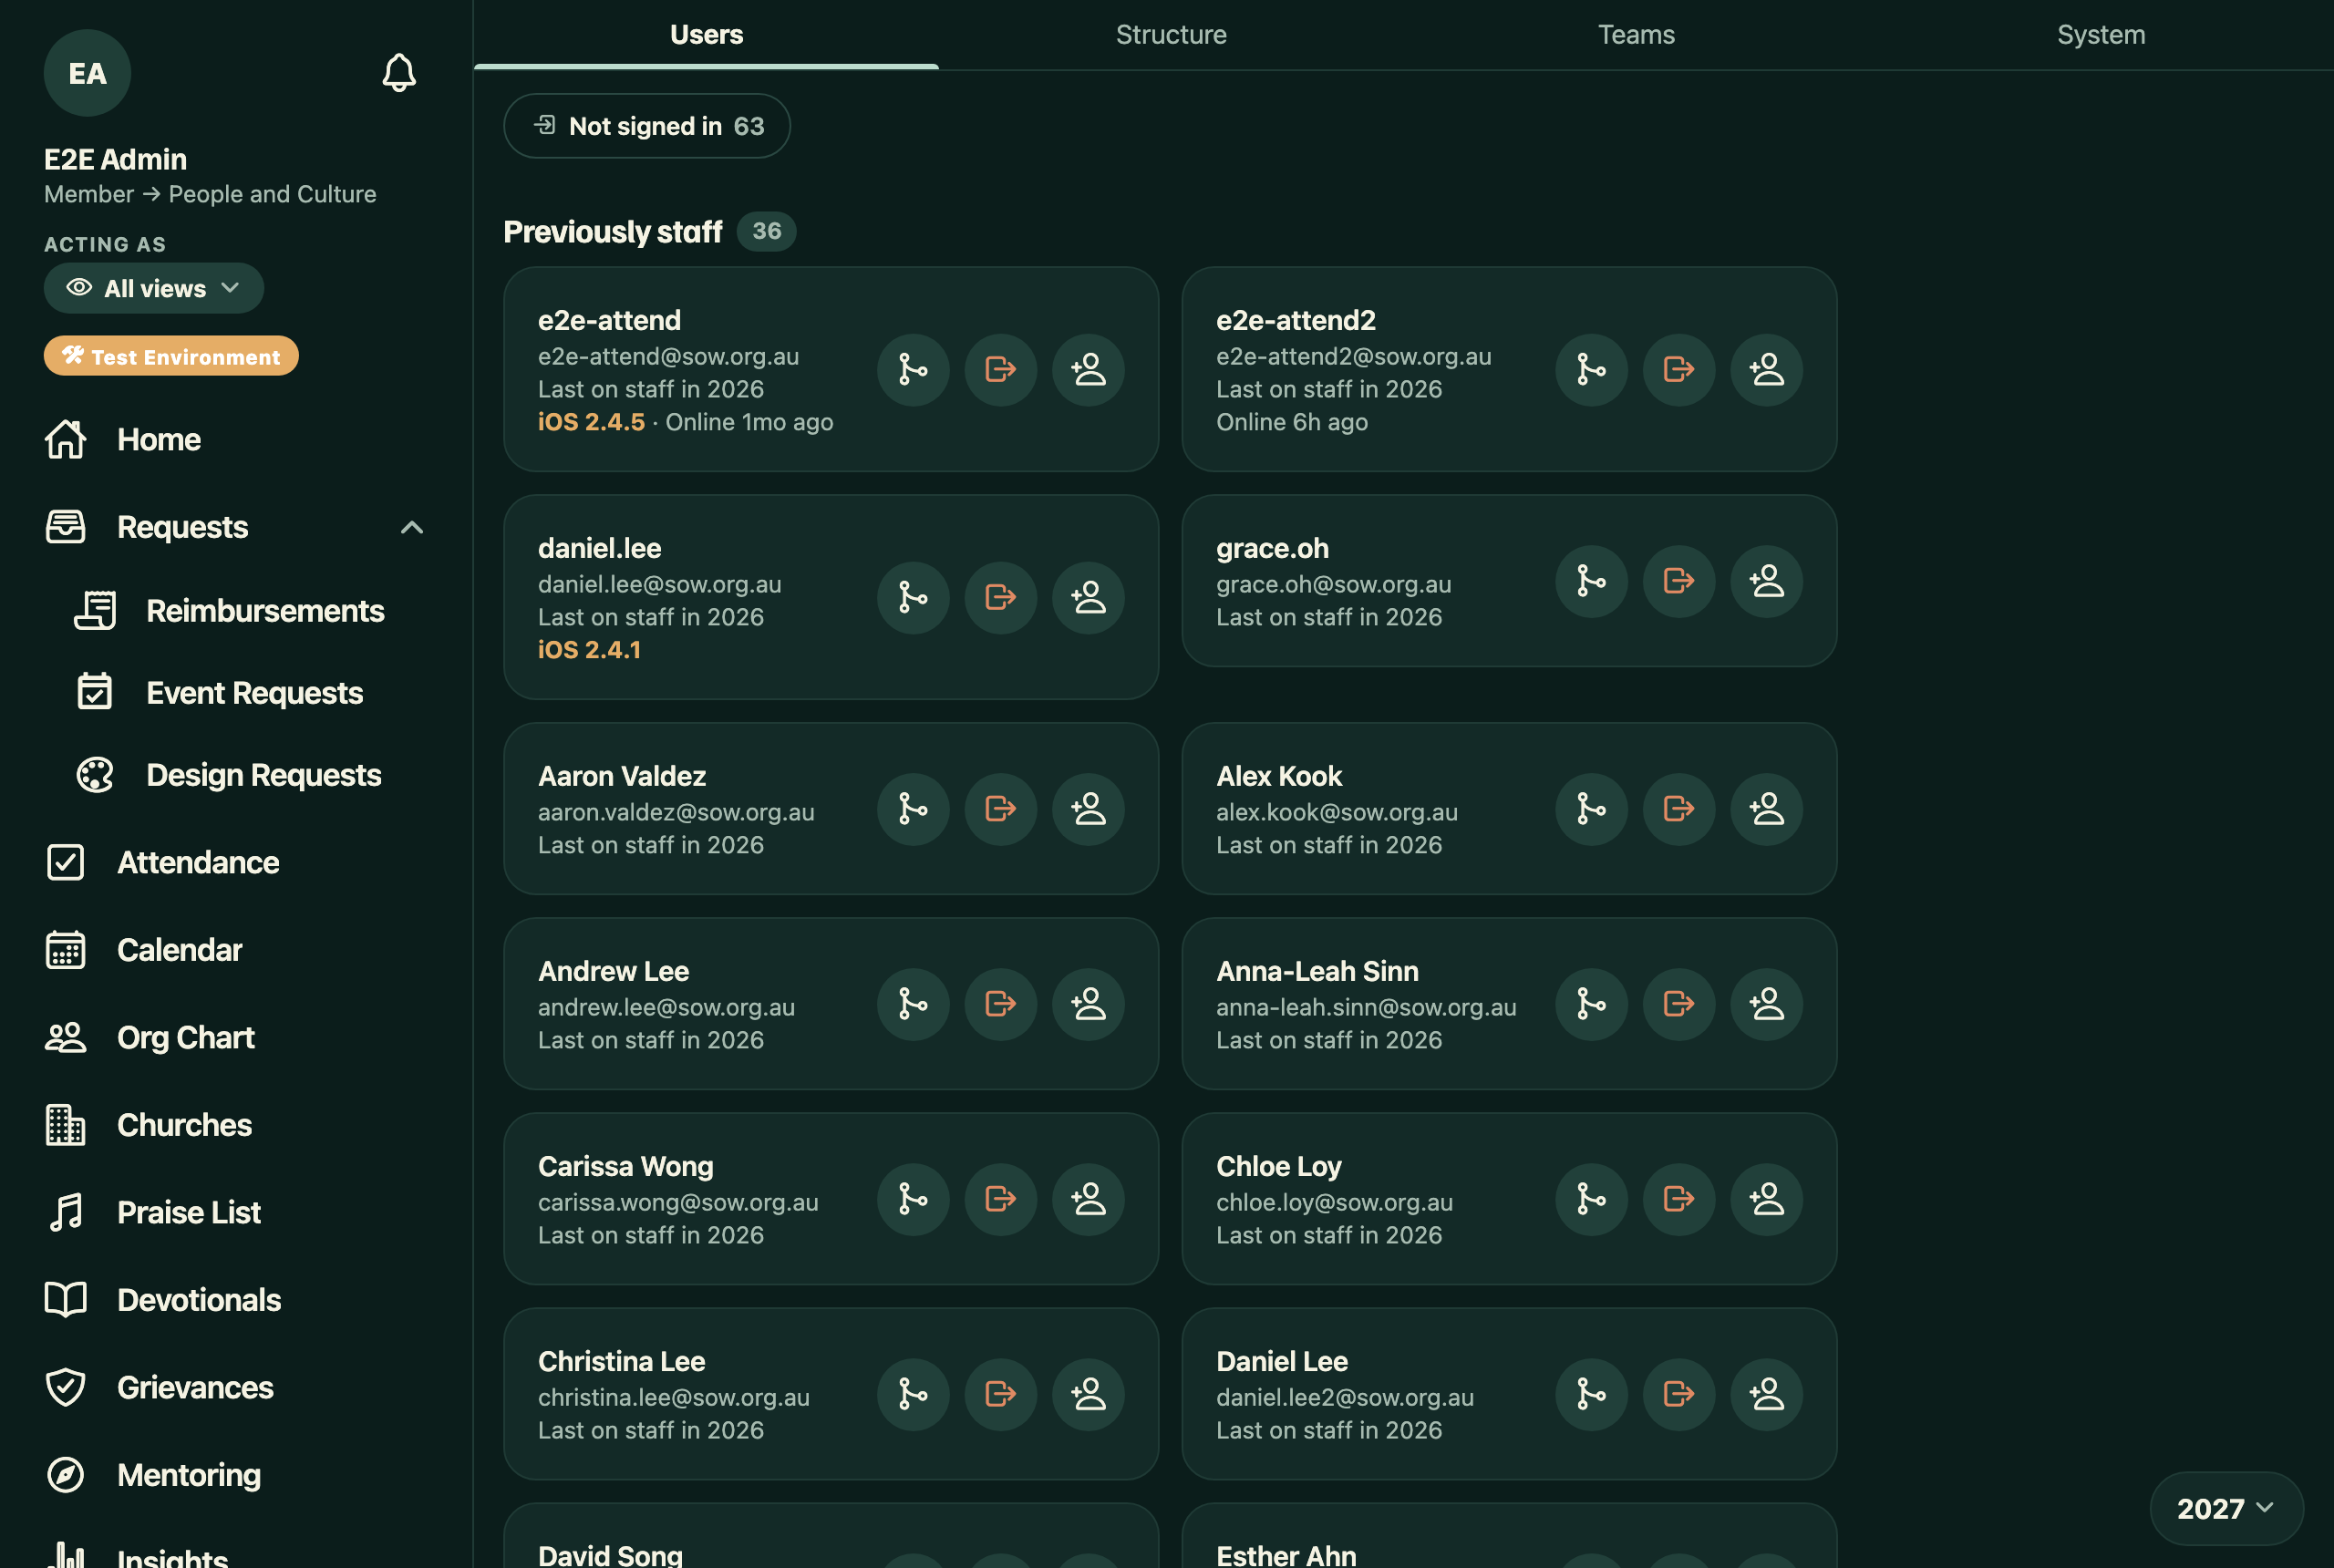 EA
E2E Admin
Member → People and Culture
ACTING AS
All views
Test Environment
Home
Requests
Reimbursements
Event Requests
Design Requests
Attendance
Calendar
Org Chart
Churches
Praise List
Devotionals
Grievances
Mentoring
Insights
Users
Structure
Teams
System
Not signed in 63
Previously staff 36
e2e-attend
e2e-attend@sow.org.au
Last on staff in 2026
iOS 2.4.5 · Online 1mo ago
e2e-attend2
e2e-attend2@sow.org.au
Last on staff in 2026
Online 6h ago
daniel.lee
daniel.lee@sow.org.au
Last on staff in 2026
iOS 2.4.1
grace.oh
grace.oh@sow.org.au
Last on staff in 2026
Aaron Valdez
aaron.valdez@sow.org.au
Last on staff in 2026
Alex Kook
alex.kook@sow.org.au
Last on staff in 2026
Andrew Lee
andrew.lee@sow.org.au
Last on staff in 2026
Anna-Leah Sinn
anna-leah.sinn@sow.org.au
Last on staff in 2026
Carissa Wong
carissa.wong@sow.org.au
Last on staff in 2026
Chloe Loy
chloe.loy@sow.org.au
Last on staff in 2026
Christina Lee
christina.lee@sow.org.au
Last on staff in 2026
Daniel Lee
daniel.lee2@sow.org.au
Last on staff in 2026
David Song
Esther Ahn
2027